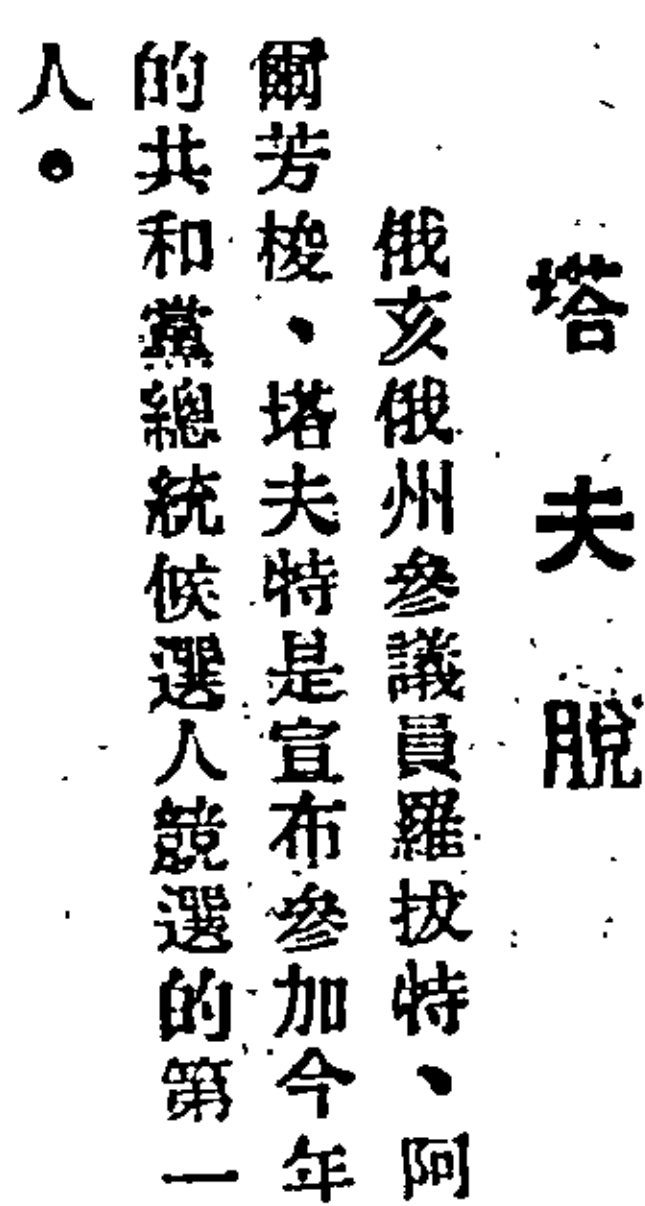 塔夫脫
俄亥俄州參議員羅拔特、阿
爾芳梭、塔夫特是宣布參加今年
的共和黨總統候選人競選的第一
人。